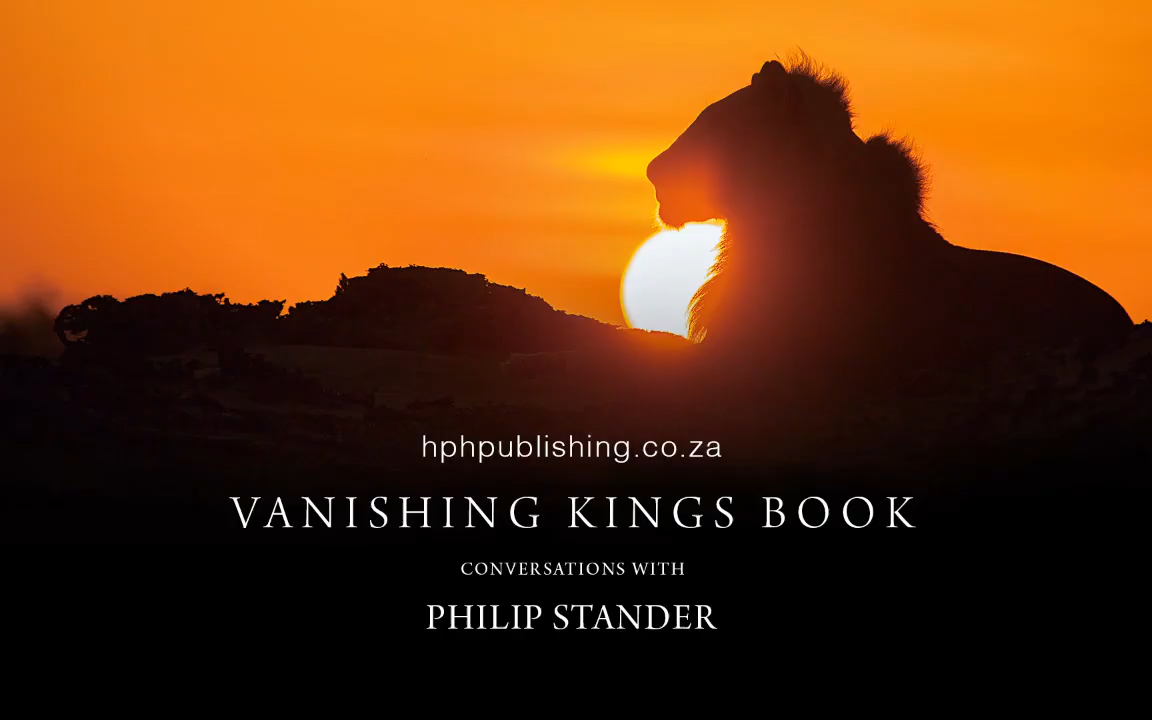 hphpublishing.co.za
VANISHING KINGS BOOK
CONVERSATIONS WITH
PHILIP STANDER